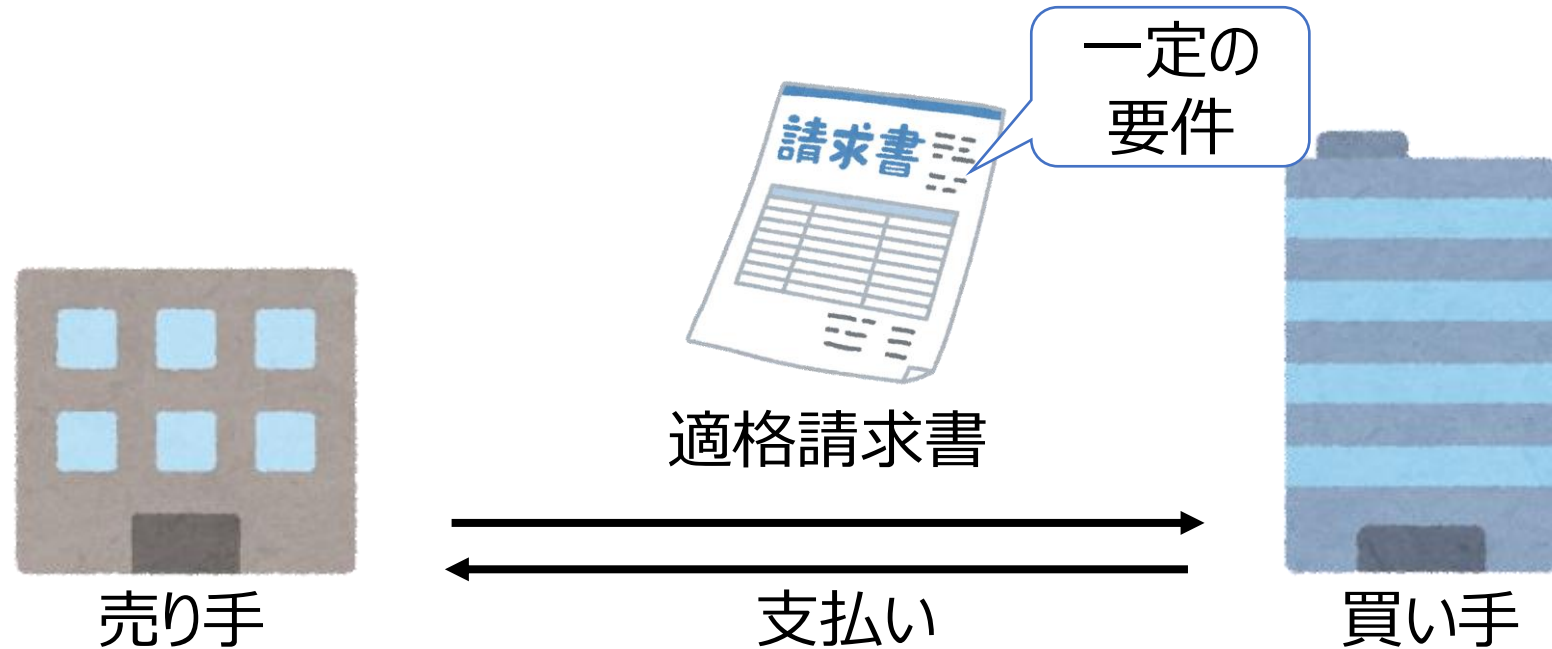 一定の
要件
請求書
適格請求書
売り手
支払い
買い手